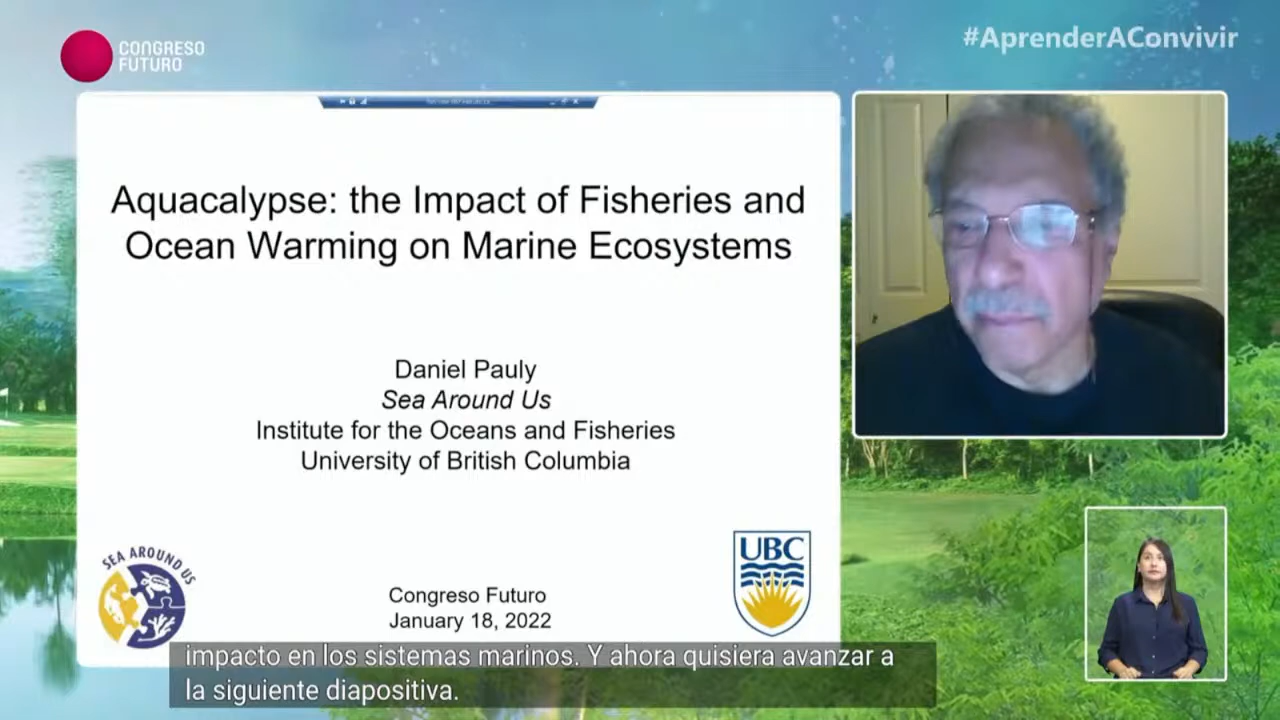 CONGRESO
FUTURO
#AprenderAConvivir
Aquacalypse: the Impact of Fisheries and
Ocean Warming on Marine Ecosystems
Daniel Pauly
Sea Around Us
Institute for the Oceans and Fisheries
University of British Columbia
SEA AROUND US
UBC
Congreso Futuro
January 18, 2022
impacto en los sistemas marinos. Y ahora quisiera avanzar a
la siguiente diapositiva.